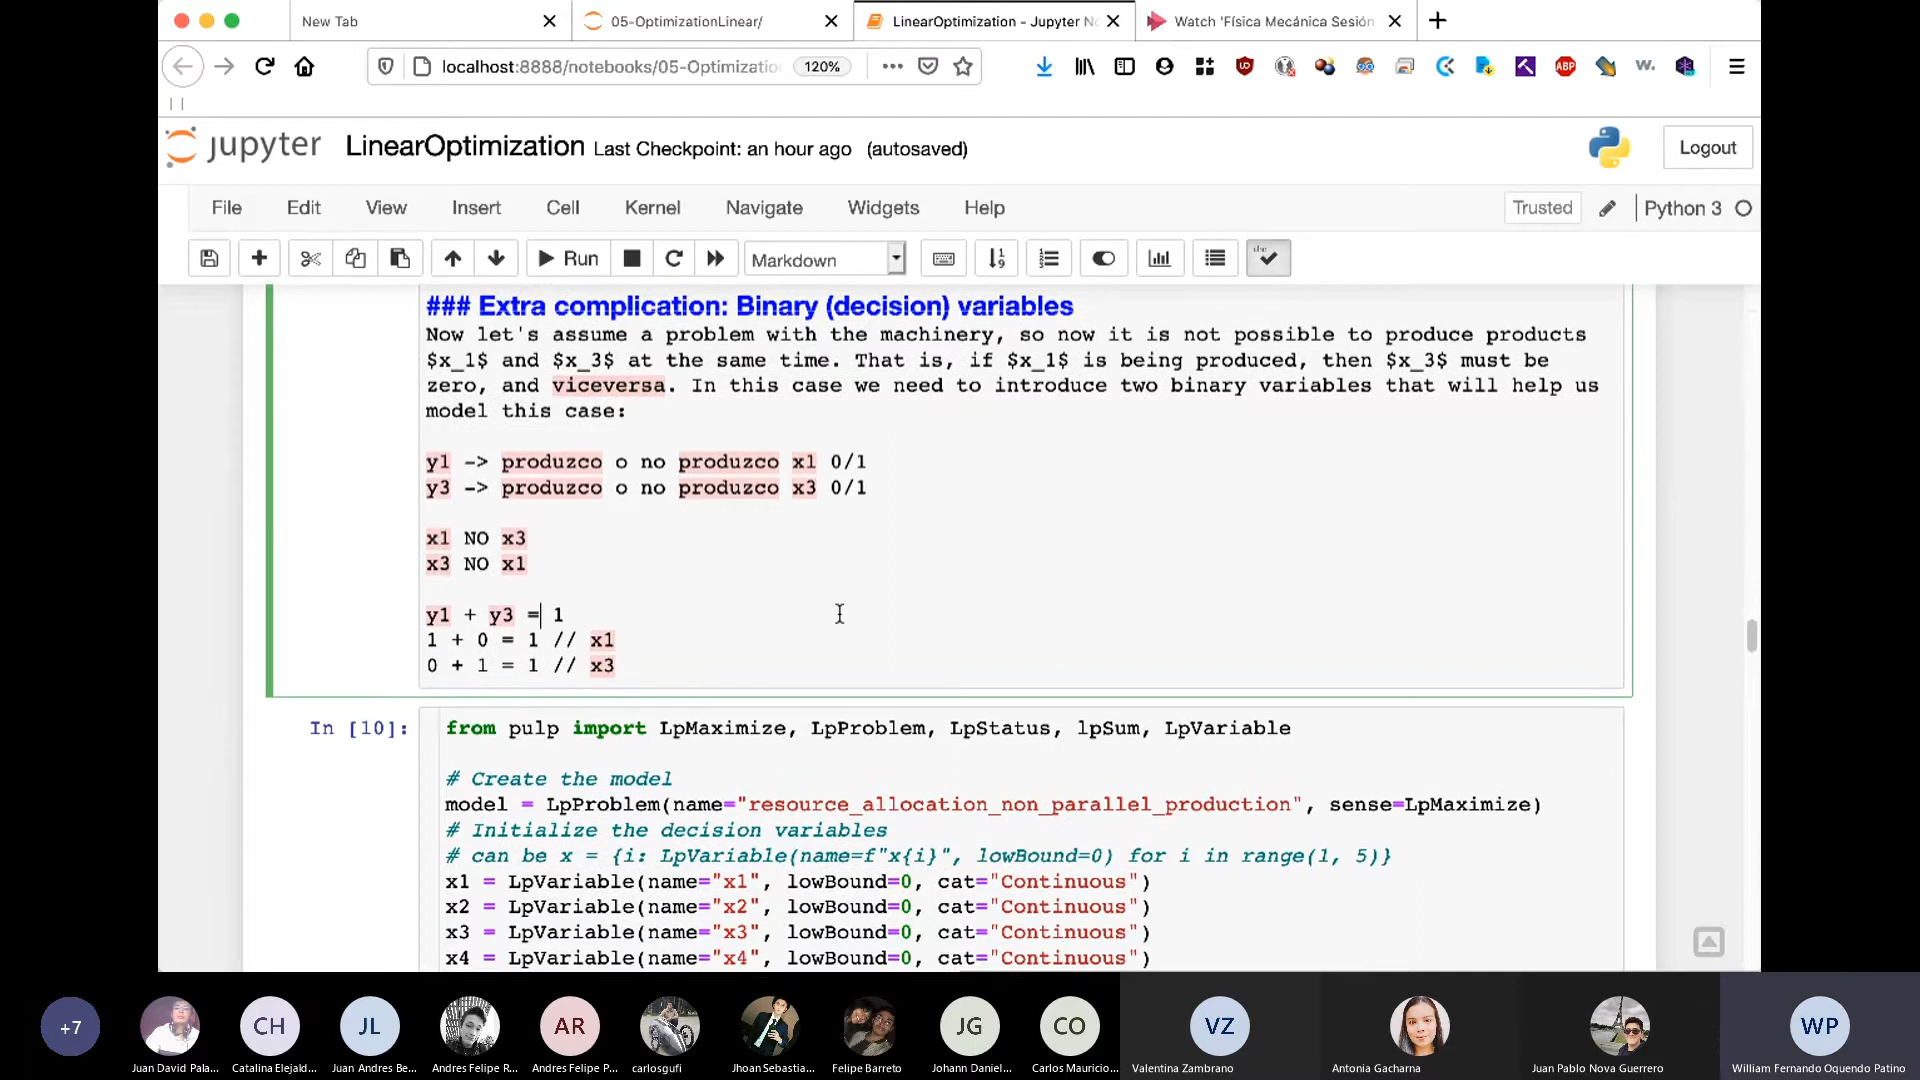 New Tab
05-OptimizationLinear/
LinearOptimization - Jupyter No
Watch 'Física Mecánica Sesión
localhost:8888/notebooks/05-Optimizatio
120%
ABP
w.
jupyter
LinearOptimization Last Checkpoint: an hour ago (autosaved)
Logout
File Edit View Insert Cell Kernel Navigate Widgets Help
Trusted
Python 3
Run
Markdown
### Extra complication: Binary (decision) variables
Now let's assume a problem with the machinery, so now it is not possible to produce products
$x_1$ and $x_3$ at the same time. That is, if $x_1$ is being produced, then $x_3$ must be
zero, and viceversa. In this case we need to introduce two binary variables that will help us
model this case:
y1 -> produzco o no produzco x1 0/1
y3 -> produzco o no produzco x3 0/1
x1 NO x3
x3 NO x1
y1 + y3 = 1
1 + 0 = 1 // x1
0 + 1 = 1 // x3
In [10]:
from pulp import LpMaximize, LpProblem, LpStatus, lpSum, LpVariable
# Create the model
model = LpProblem(name="resource_allocation_non_parallel_production", sense=LpMaximize)
# Initialize the decision variables
# can be x = {i: LpVariable(name=f"x{i}", lowBound=0) for i in range(1, 5)}
x1 = LpVariable(name="x1", lowBound=0, cat="Continuous")
x2 = LpVariable(name="x2", lowBound=0, cat="Continuous")
x3 = LpVariable(name="x3", lowBound=0, cat="Continuous")
x4 = LpVariable(name="x4", lowBound=0, cat="Continuous")
+7
CH
JL
AR
JG
CO
VZ
WP
Juan David Pala...
Catalina Elejald...
Juan Andres Be...
Andres Felipe R...
Andres Felipe P...
carlosgufi
Jhoan Sebastia...
Felipe Barreto
Johann Daniel...
Carlos Mauricio...
Valentina Zambrano
Antonia Gacharna
Juan Pablo Nova Guerrero
William Fernando Oquendo Patino